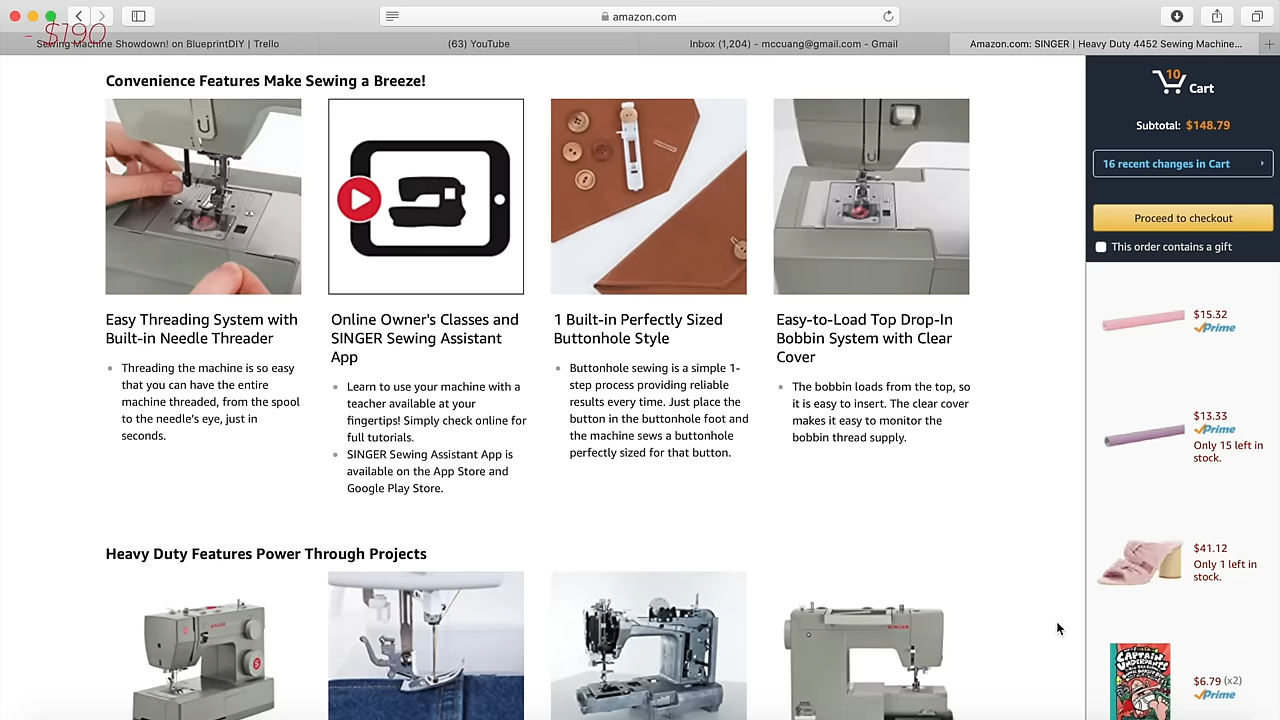 amazon.com
- $190
Sewing Machine Showdown! on BlueprintDIY | Trello
(63) YouTube
Inbox (1,204) - mccuang@gmail.com - Gmail
Amazon.com: SINGER | Heavy Duty 4452 Sewing Machine...
Convenience Features Make Sewing a Breeze!
Easy Threading System with
Built-in Needle Threader
• Threading the machine is so easy
that you can have the entire
machine threaded, from the spool
to the needle's eye, just in
seconds.
Online Owner's Classes and
SINGER Sewing Assistant
App
• Learn to use your machine with a
teacher available at your
fingertips! Simply check online for
full tutorials.
• SINGER Sewing Assistant App is
available on the App Store and
Google Play Store.
1 Built-in Perfectly Sized
Buttonhole Style
• Buttonhole sewing is a simple 1-
step process providing reliable
results every time. Just place the
button in the buttonhole foot and
the machine sews a buttonhole
perfectly sized for that button.
Easy-to-Load Top Drop-In
Bobbin System with Clear
Cover
• The bobbin loads from the top, so
it is easy to insert. The clear cover
makes it easy to monitor the
bobbin thread supply.
Heavy Duty Features Power Through Projects
SINGER
S
SINGER
10
Cart
Subtotal: $148.79
16 recent changes in Cart
Proceed to checkout
This order contains a gift
$15.32
Prime
$13.33
Prime
Only 15 left in
stock.
$41.12
Only 1 left in
stock.
CAPTAIN
UNDERPANTS
$6.79 (x2)
Prime